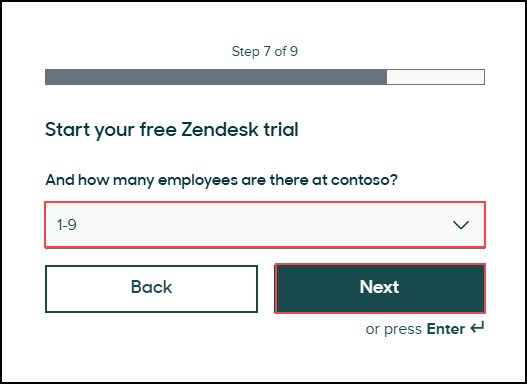 Step 7 of 9
Start your free Zendesk trial
And how many employees are there at contoso?
1-9
Back
Next
or press Enter ↵